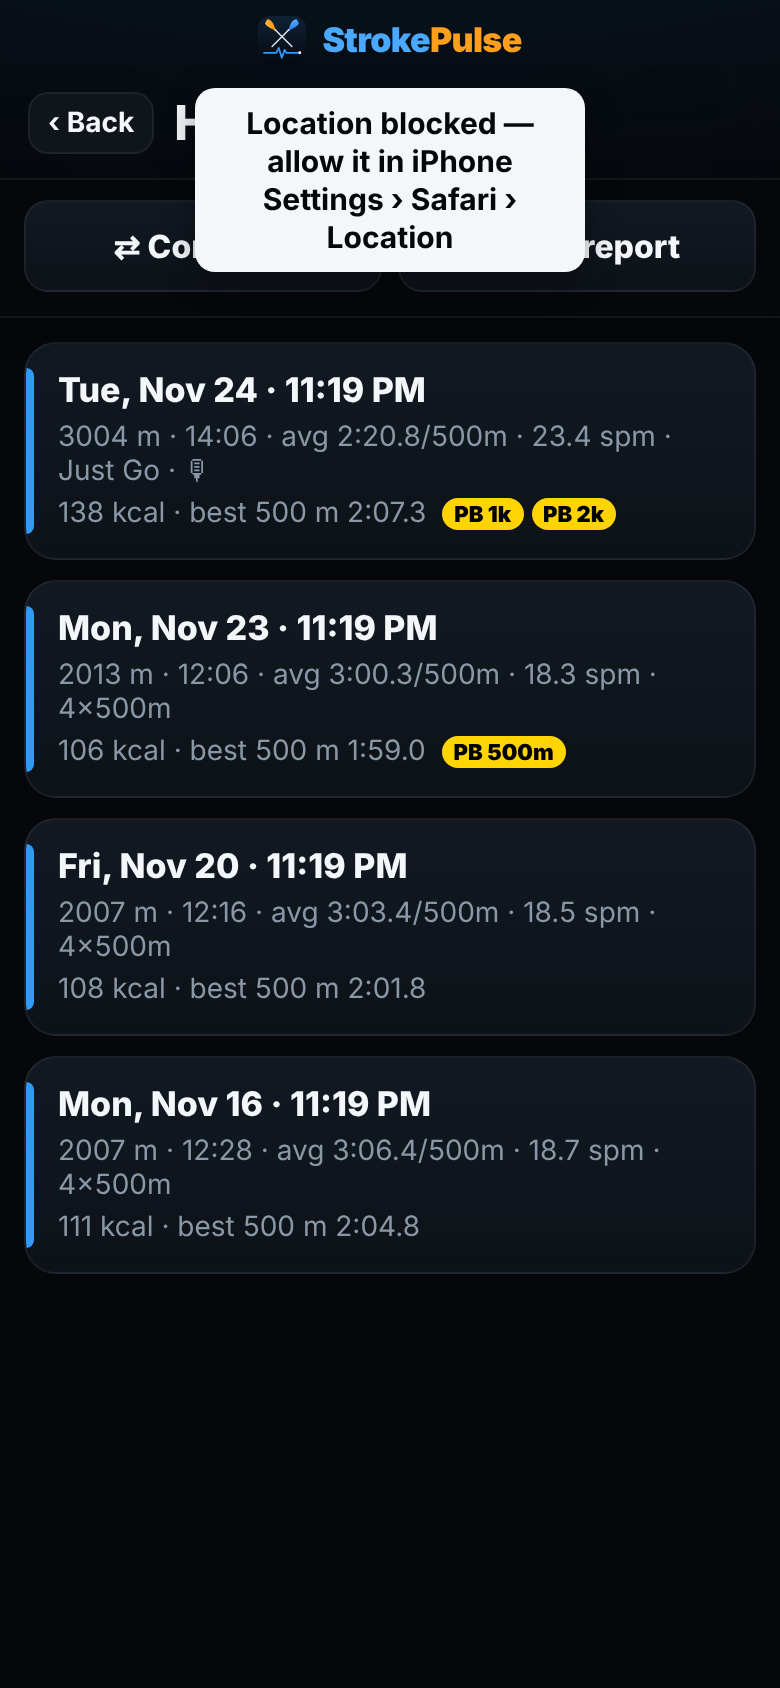 StrokePulse
‹ Back
Location blocked —
allow it in iPhone
Settings › Safari ›
Location
⇄
report
Tue, Nov 24 · 11:19 PM
3004 m · 14:06 · avg 2:20.8/500m · 23.4 spm ·
Just Go · 🎙
138 kcal · best 500 m 2:07.3 PB 1k PB 2k
Mon, Nov 23 · 11:19 PM
2013 m · 12:06 · avg 3:00.3/500m · 18.3 spm ·
4×500m
106 kcal · best 500 m 1:59.0 PB 500m
Fri, Nov 20 · 11:19 PM
2007 m · 12:16 · avg 3:03.4/500m · 18.5 spm ·
4×500m
108 kcal · best 500 m 2:01.8
Mon, Nov 16 · 11:19 PM
2007 m · 12:28 · avg 3:06.4/500m · 18.7 spm ·
4×500m
111 kcal · best 500 m 2:04.8